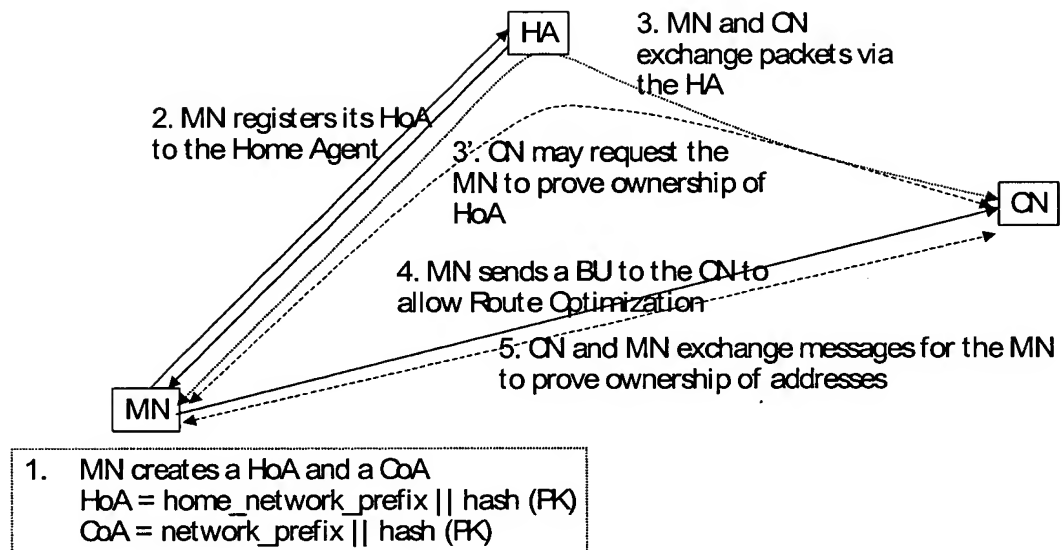 HA
3. MN and CN
exchange packets via
the HA
2. MN registers its HoA
to the Home Agent
3'. CN may request the
MN to prove ownership of
HoA
CN
4. MN sends a BU to the CN to
allow Route Optimization
5. CN and MN exchange messages for the MN
to prove ownership of addresses
MN
1. MN creates a HoA and a CoA
HoA = home_network_prefix || hash (PK)
CoA = network_prefix || hash (PK)